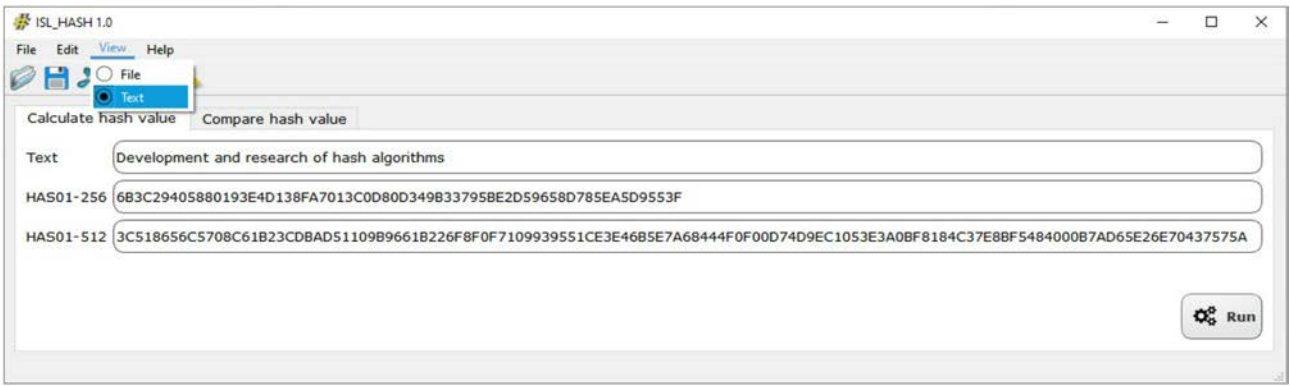 ISL_HASH 1.0
File Edit View Help
File
Text
Calculate hash value Compare hash value
Text Development and research of hash algorithms
HAS01-256 6B3C29405880193E4D138FA7013C0D80D349B33795BE2D59658D785EA5D9553F
HAS01-512 3C518656C5708C61B23CDBAD51109B9661B226F8F0F7109939551CE3E46B5E7A68444F0F00D74D9EC1053E3A0BF8184C37E8BF5484000B7AD65E26E70437575A
Run